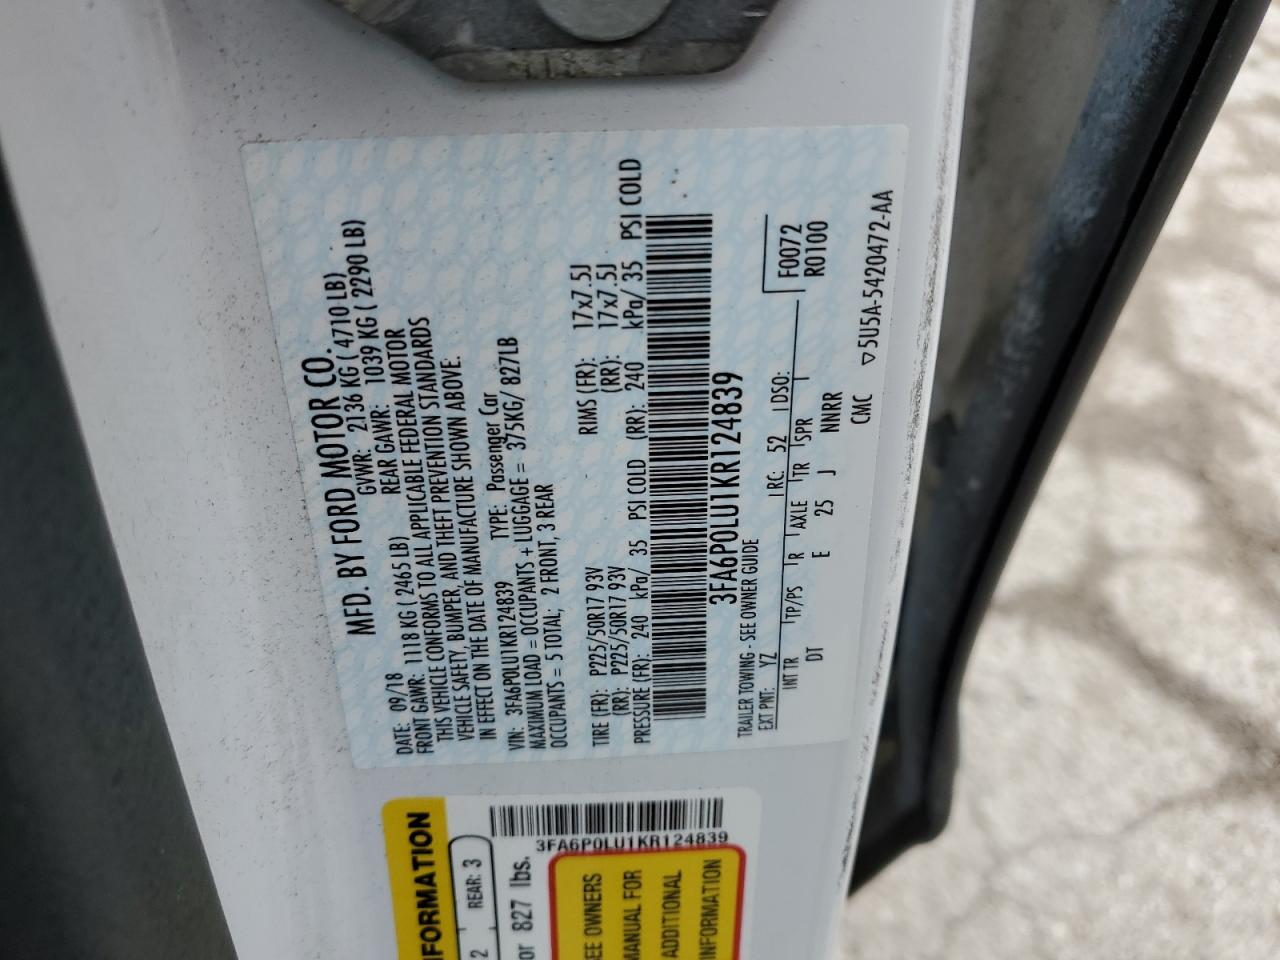 MFD. BY FORD MOTOR CO.
DATE: 09/18 GVWR: 2136 KG ( 4710 LB)
FRONT GAWR: 1118 KG ( 2465 LB) REAR GAWR: 1039 KG ( 2290 LB)
THIS VEHICLE CONFORMS TO ALL APPLICABLE FEDERAL MOTOR
VEHICLE SAFETY, BUMPER, AND THEFT PREVENTION STANDARDS
IN EFFECT ON THE DATE OF MANUFACTURE SHOWN ABOVE.
VIN: 3FA6P0LU1KR124839 TYPE: Passenger Car
MAXIMUM LOAD = OCCUPANTS + LUGGAGE = 375KG/ 827LB
OCCUPANTS = 5 TOTAL; 2 FRONT, 3 REAR
TIRE (FR): P225/50R17 93V RIMS (FR): 17x7.5J
(RR): P225/50R17 93V (RR): 17x7.5J
PRESSURE (FR): 240 kPa/ 35 PSI COLD (RR): 240 kPa/ 35 PSI COLD
3FA6P0LU1KR124839
TRAILER TOWING - SEE OWNER GUIDE
EXT PNT: YZ RC: 52 DSO: F0072
INT TR TP/PS R AXLE TR SPR R0100
DT E 25 J NNRR
CMC
▽5U5A-5420472-AA
3FA6P0LU1KR124839
2 REAR: 3
or 827 lbs.
SEE OWNERS
MANUAL FOR
ADDITIONAL
INFORMATION